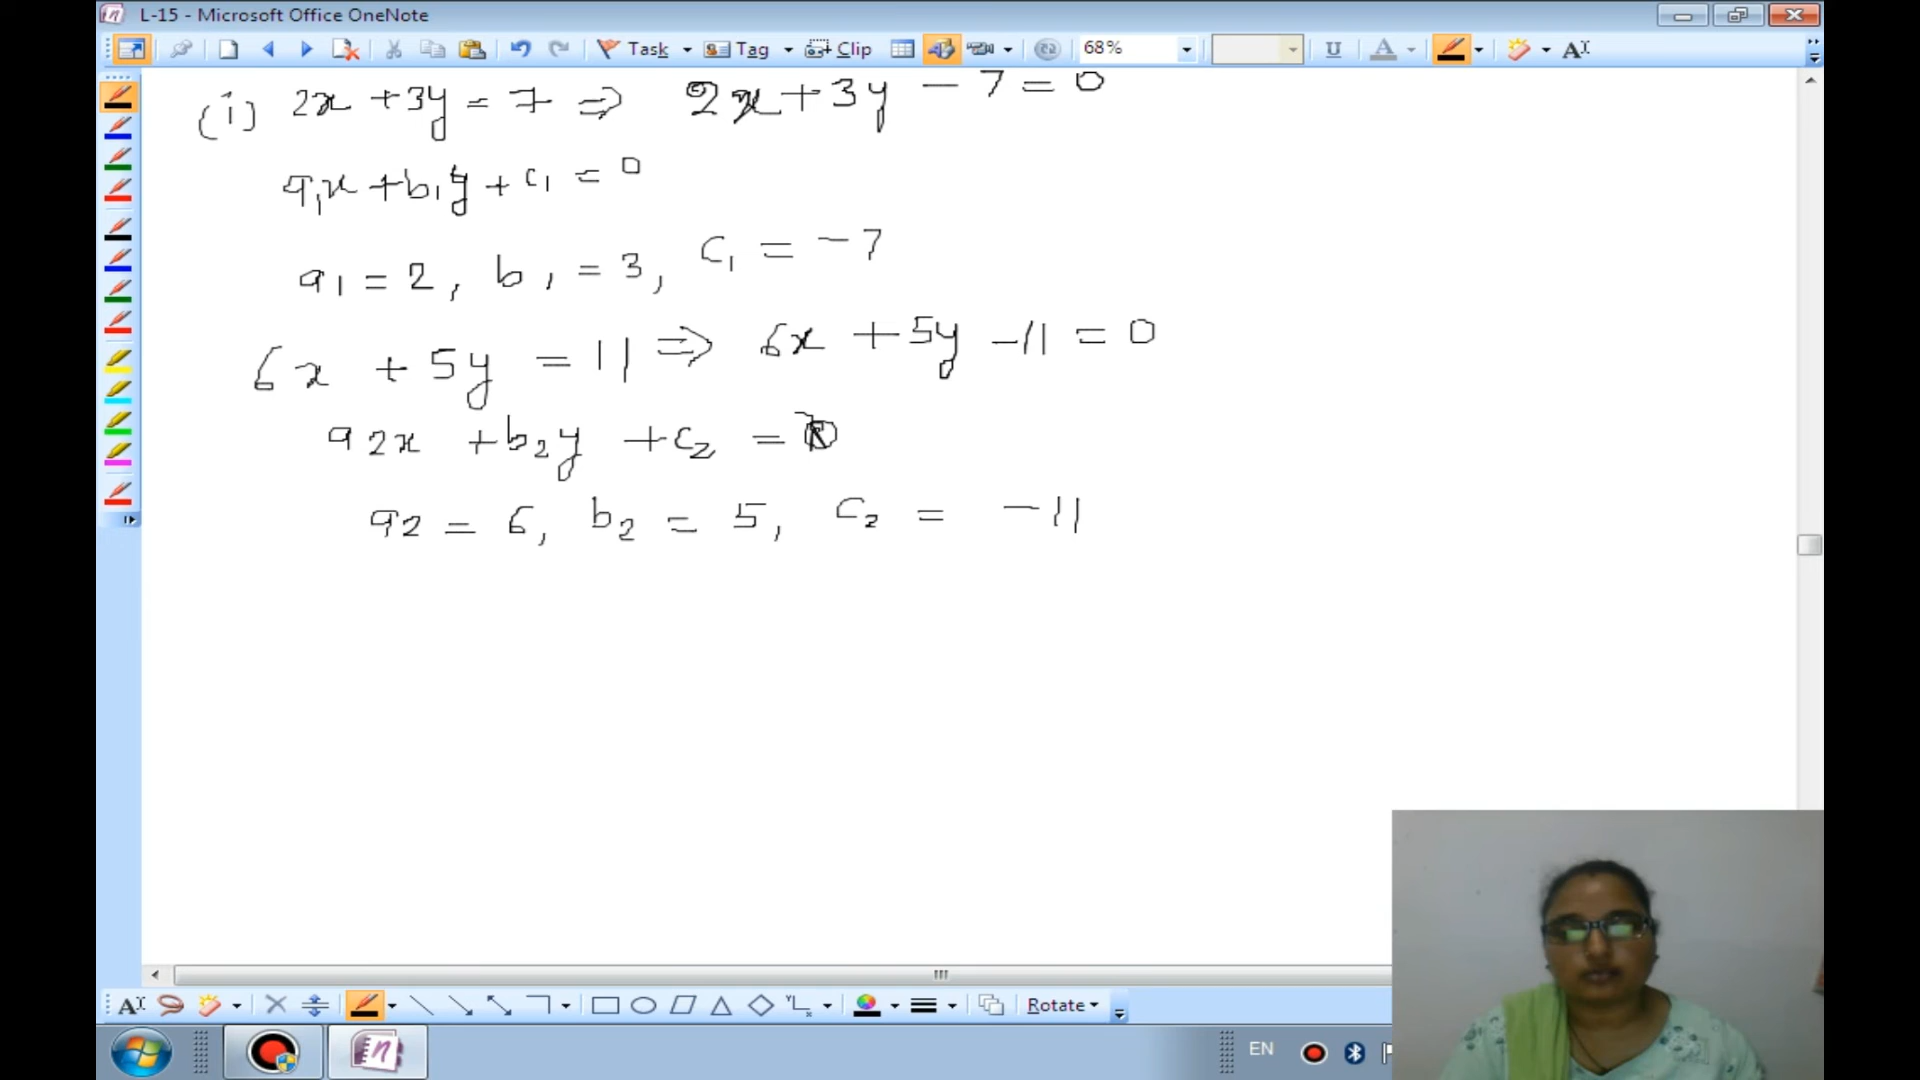 L-15 - Microsoft Office OneNote
Task Tag Clip 68% U A A
(i) 2x + 3y = 7 ⇒ 2x + 3y - 7 = 0
a₁x + b₁y + c₁ = 0
a₁ = 2, b₁ = 3, c₁ = -7
6x + 5y = 11 ⇒ 6x + 5y - 11 = 0
a₂x + b₂y + c₂ = 0
a₂ = 6, b₂ = 5, c₂ = -11
A Rotate
EN